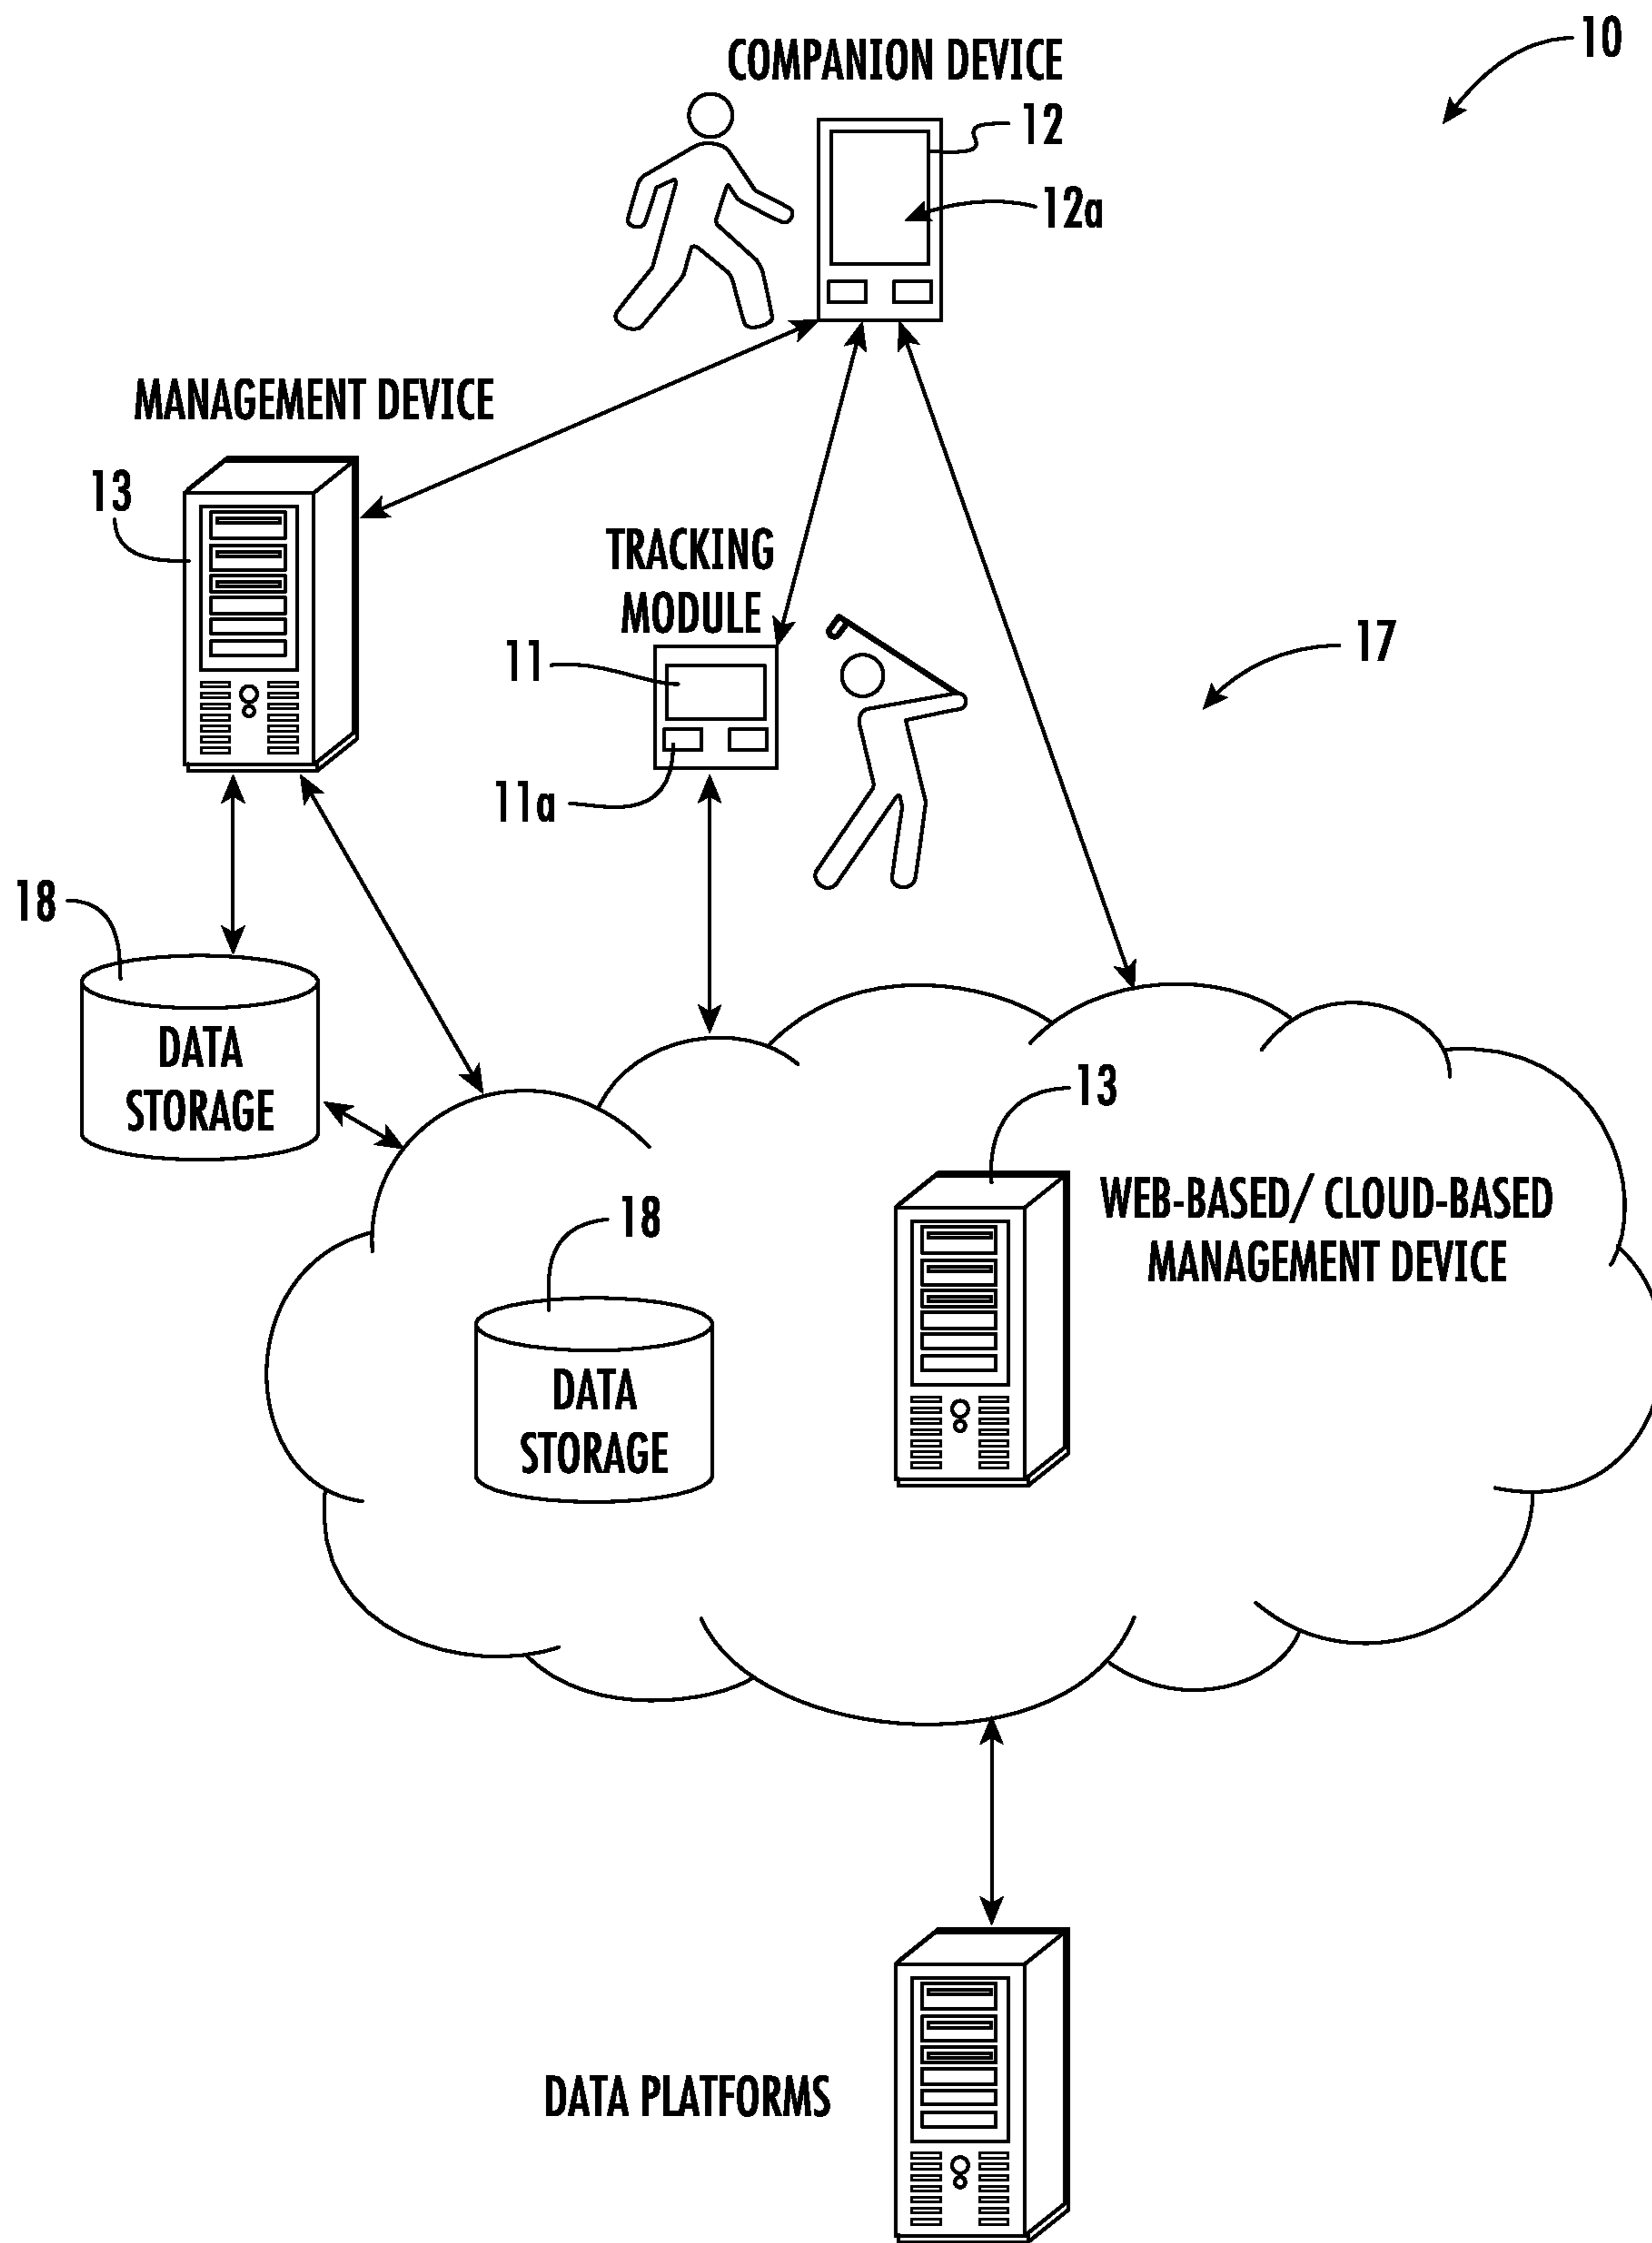 10
COMPANION DEVICE
12
12a
MANAGEMENT DEVICE
13
TRACKING
MODULE
11
17
11a
18
DATA
STORAGE
13
WEB-BASED/ CLOUD-BASED
MANAGEMENT DEVICE
18
DATA
STORAGE
DATA PLATFORMS